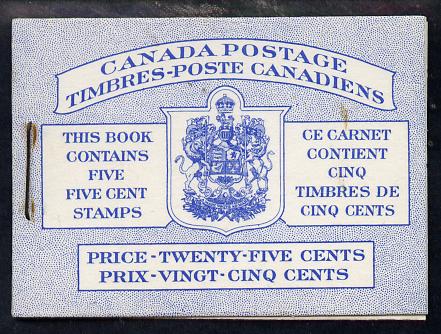 CANADA POSTAGE
TIMBRES-POSTE CANADIENS
THIS BOOK
CONTAINS
FIVE
FIVE CENT
STAMPS
CE CARNET
CONTIENT
CINQ
TIMBRES DE
CINQ CENTS
PRICE-TWENTY-FIVE CENTS
PRIX-VINGT-CINQ CENTS